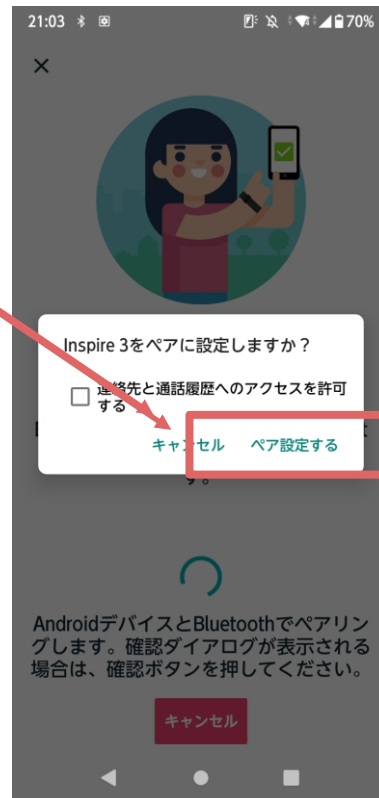 21:03
70%
Inspire 3をペアに設定しますか？
連絡先と通話履歴へのアクセスを許可
する
キャンセル ペア設定する
す。
AndroidデバイスとBluetoothでペアリン
グします。確認ダイアログが表示される
場合は、確認ボタンを押してください。
キャンセル